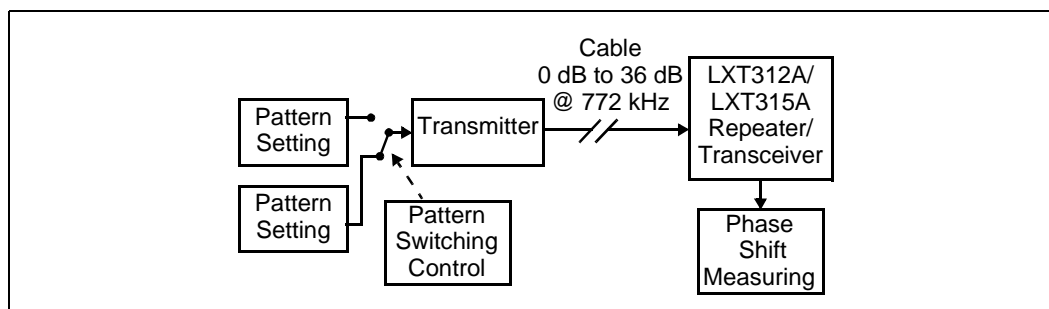 Pattern
Setting
Pattern
Setting
Transmitter
Pattern
Switching
Control
Cable
0 dB to 36 dB
@ 772 kHz
LXT312A/
LXT315A
Repeater/
Transceiver
Phase
Shift
Measuring